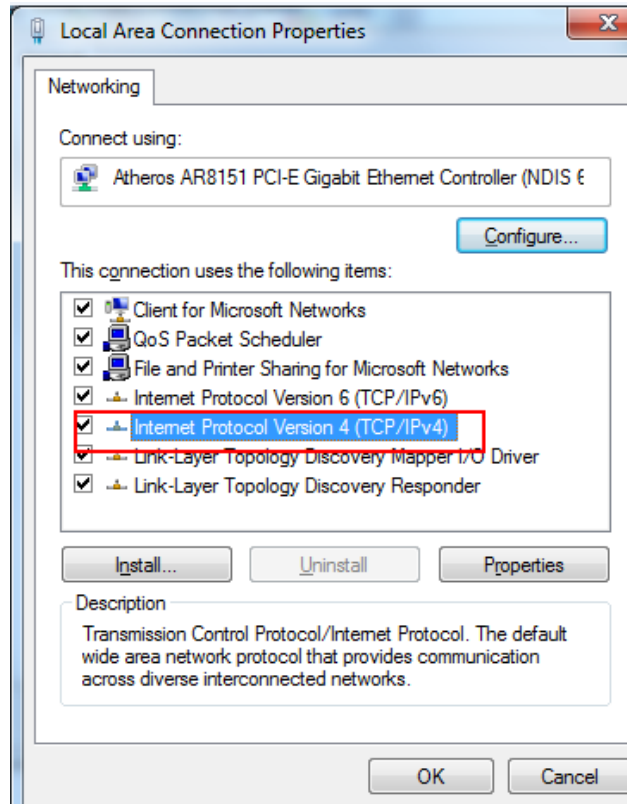 Local Area Connection Properties
Networking
Connect using:
Atheros AR8151 PCI-E Gigabit Ethernet Controller (NDIS 6
Configure...
This connection uses the following items:
Client for Microsoft Networks
QoS Packet Scheduler
File and Printer Sharing for Microsoft Networks
Internet Protocol Version 6 (TCP/IPv6)
Internet Protocol Version 4 (TCP/IPv4)
Link-Layer Topology Discovery Mapper I/O Driver
Link-Layer Topology Discovery Responder
Install...
Uninstall
Properties
Description
Transmission Control Protocol/Internet Protocol. The default
wide area network protocol that provides communication
across diverse interconnected networks.
OK
Cancel